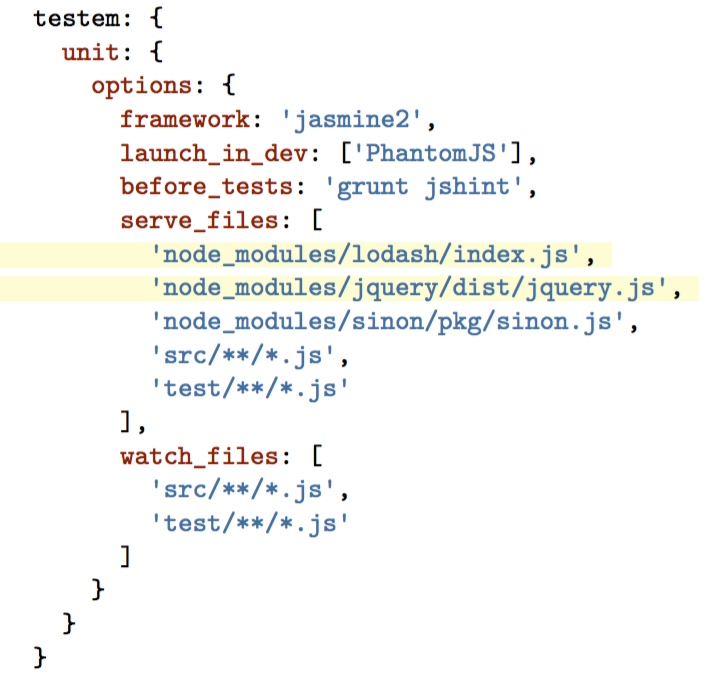 testem: {
  unit: {
    options: {
      framework: 'jasmine2',
      launch_in_dev: ['PhantomJS'],
      before_tests: 'grunt jshint',
      serve_files: [
        'node_modules/lodash/index.js',
        'node_modules/jquery/dist/jquery.js',
        'node_modules/sinon/pkg/sinon.js',
        'src/**/*.js',
        'test/**/*.js'
      ],
      watch_files: [
        'src/**/*.js',
        'test/**/*.js'
      ]
    }
  }
}